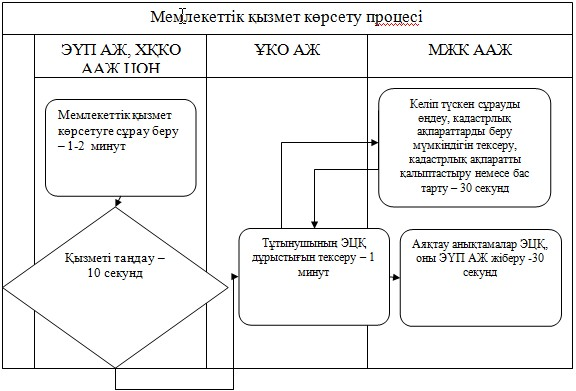 Мемлекеттік қызмет көрсету процесі
ЭҮП АЖ, ХҚКО
ААЖ ЦОН
ҰКО АЖ
МЖК ААЖ
Мемлекеттік қызмет
көрсетуге сұрау беру
– 1-2 минут
Келіп түскен сұрауды
өңдеу, кадастрлық
ақпараттарды беру
мүмкіндігін тексеру,
кадастрлық ақпаратты
қалыптастыру немесе бас
тарту – 30 секунд
Қызметі таңдау –
10 секунд
Тұтынушының ЭЦҚ
дұрыстығын тексеру – 1
минут
Аяқтау анықтамалар ЭЦҚ,
оны ЭҮП АЖ жіберу -30
секунд